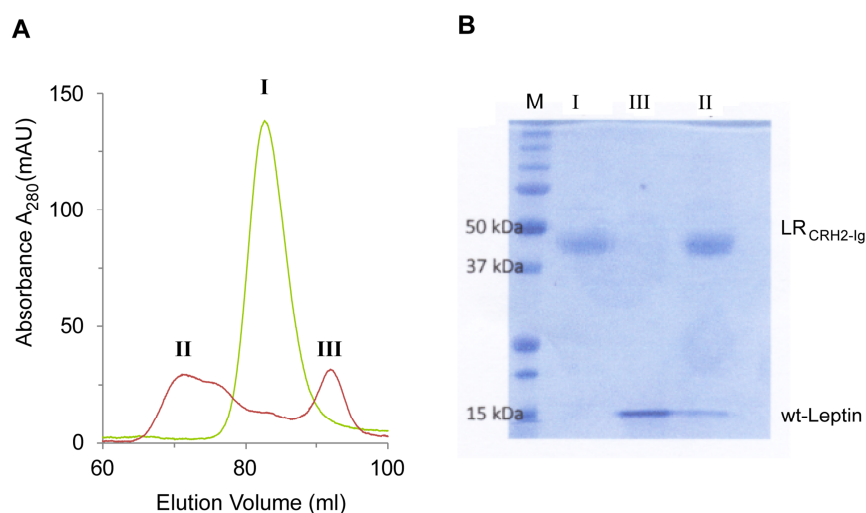 A
Absorbance A280(mAU)
150
100
50
0
I
II
III
60
80
100
Elution Volume (ml)
B
M I III II
50 kDa
37 kDa
15 kDa
LRCRH2-Ig
wt-Leptin